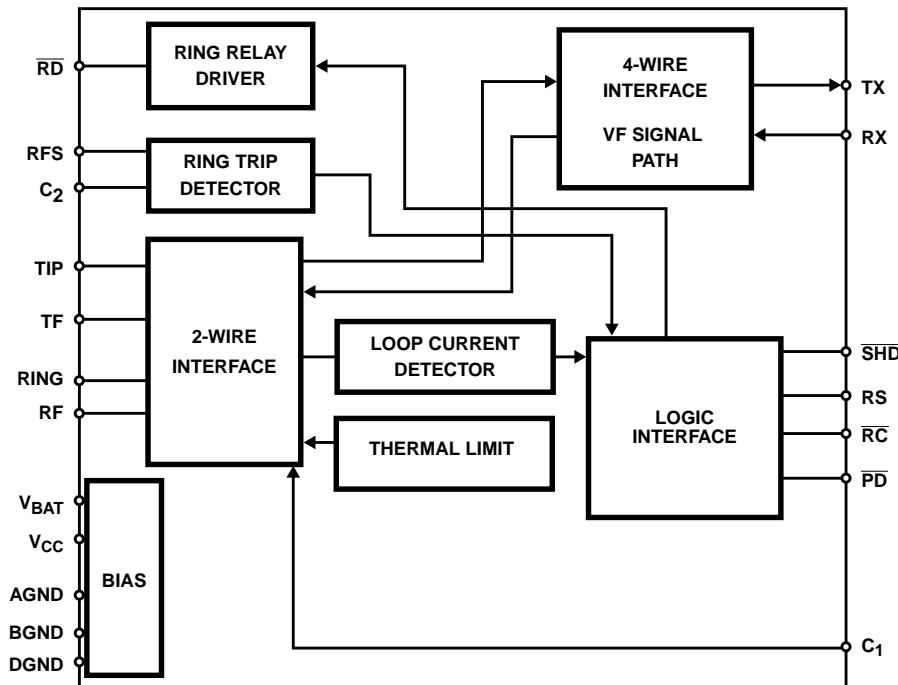 RD
RFS
C2
TIP
TF
RING
RF
VBAT
VCC
AGND
BGND
DGND
RING RELAY
DRIVER
RING TRIP
DETECTOR
2-WIRE
INTERFACE
BIAS
LOOP CURRENT
DETECTOR
THERMAL LIMIT
4-WIRE
INTERFACE
VF SIGNAL
PATH
LOGIC
INTERFACE
TX
RX
SHD
RS
RC
PD
C1